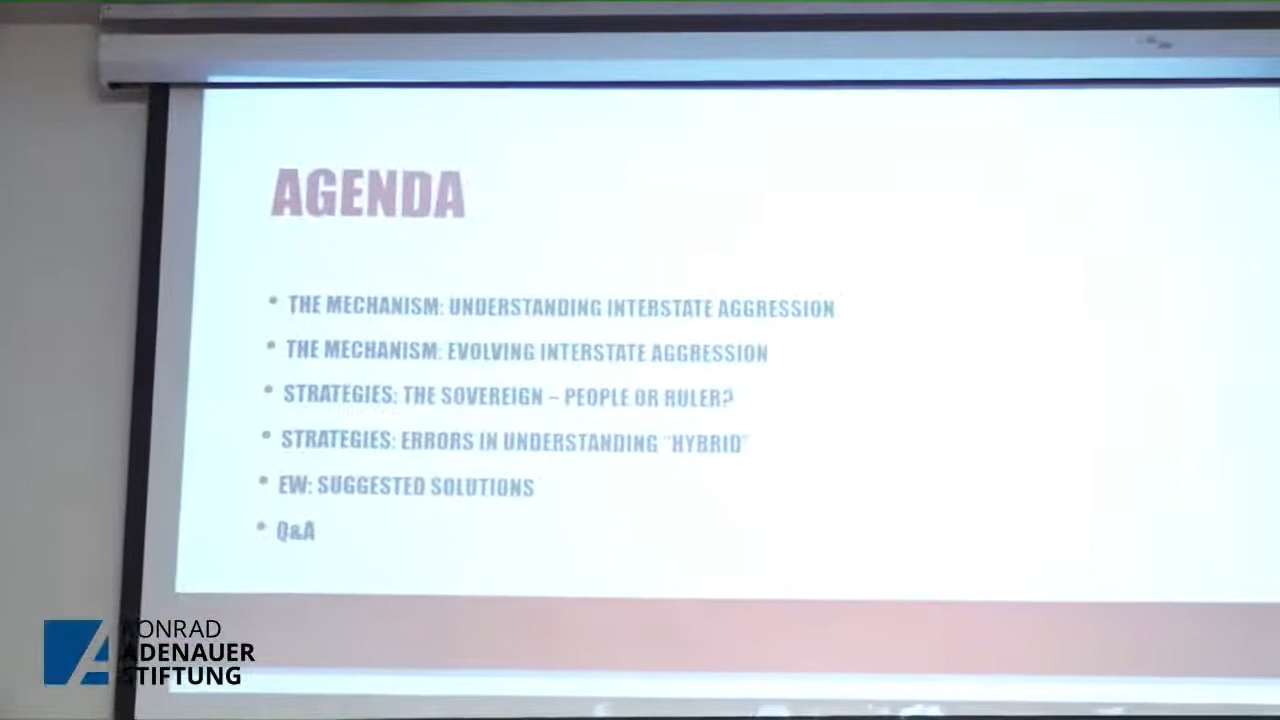 AGENDA
• THE MECHANISM: UNDERSTANDING INTERSTATE AGGRESSION
• THE MECHANISM: EVOLVING INTERSTATE AGGRESSION
• STRATEGIES: THE SOVEREIGN – PEOPLE OR RULER?
• STRATEGIES: ERRORS IN UNDERSTANDING "HYBRID"
• EW: SUGGESTED SOLUTIONS
• Q&A
KONRAD
ADENAUER
STIFTUNG